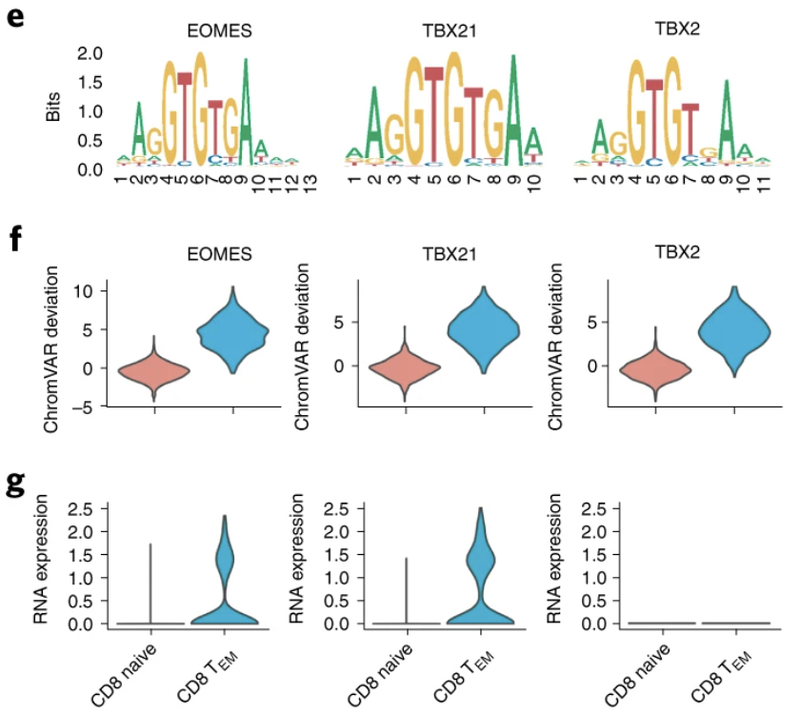 e
EOMES TBX21 TBX2
Bits
2.0
1.5
1.0
0.5
0.0
1 2 3 4 5 6 7 8 9 10 11 12 13
1 2 3 4 5 6 7 8 9 10
1 2 3 4 5 6 7 8 9 10 11
f
EOMES TBX21 TBX2
ChromVAR deviation
10
5
0
−5
ChromVAR deviation
5
0
ChromVAR deviation
5
0
g
RNA expression
2.5
2.0
1.5
1.0
0.5
0.0
CD8 naive
CD8 TEM
RNA expression
2.5
2.0
1.5
1.0
0.5
0.0
CD8 naive
CD8 TEM
RNA expression
2.5
2.0
1.5
1.0
0.5
0.0
CD8 naive
CD8 TEM